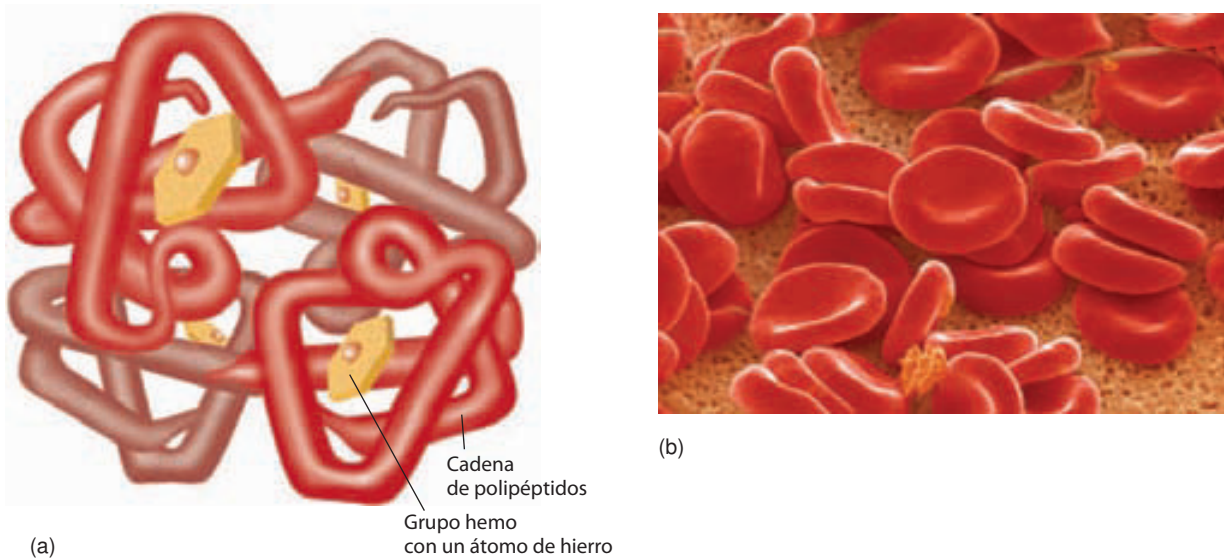 Cadena
de polipéptidos
Grupo hemo
con un átomo de hierro
(a)
(b)